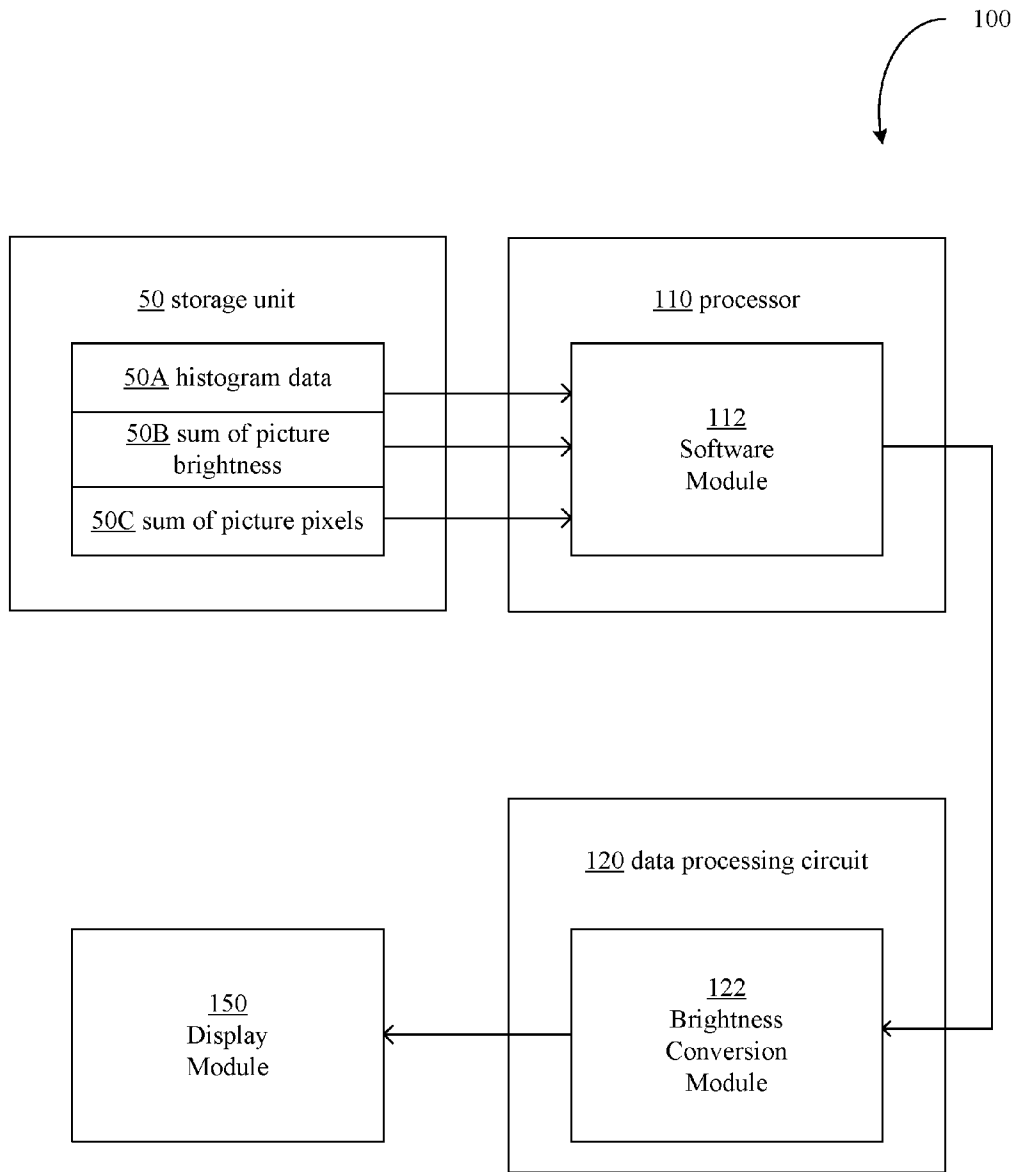 100
50 storage unit
110 processor
50A histogram data
50B sum of picture
brightness
50C sum of picture pixels
112
Software
Module
120 data processing circuit
150
Display
Module
122
Brightness
Conversion
Module